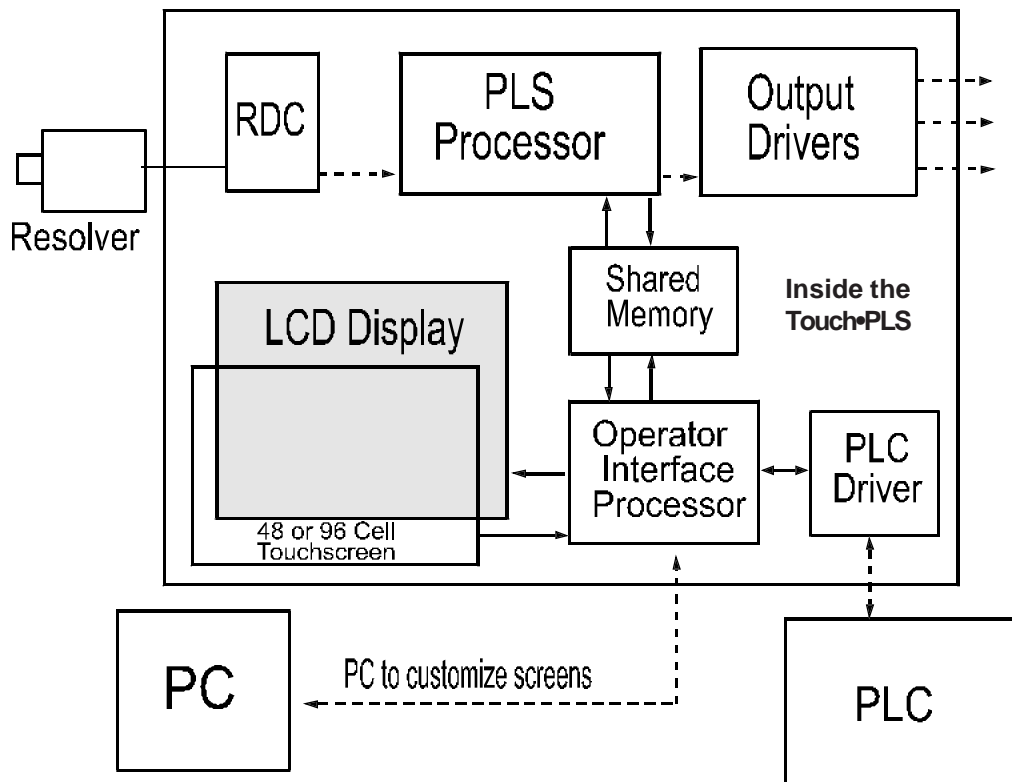 RDC
PLS
Processor
Output
Drivers
Resolver
Shared
Memory
Inside the
Touch•PLS
LCD Display
Operator
Interface
Processor
PLC
Driver
48 or 96 Cell
Touchscreen
PC
PC to customize screens
PLC